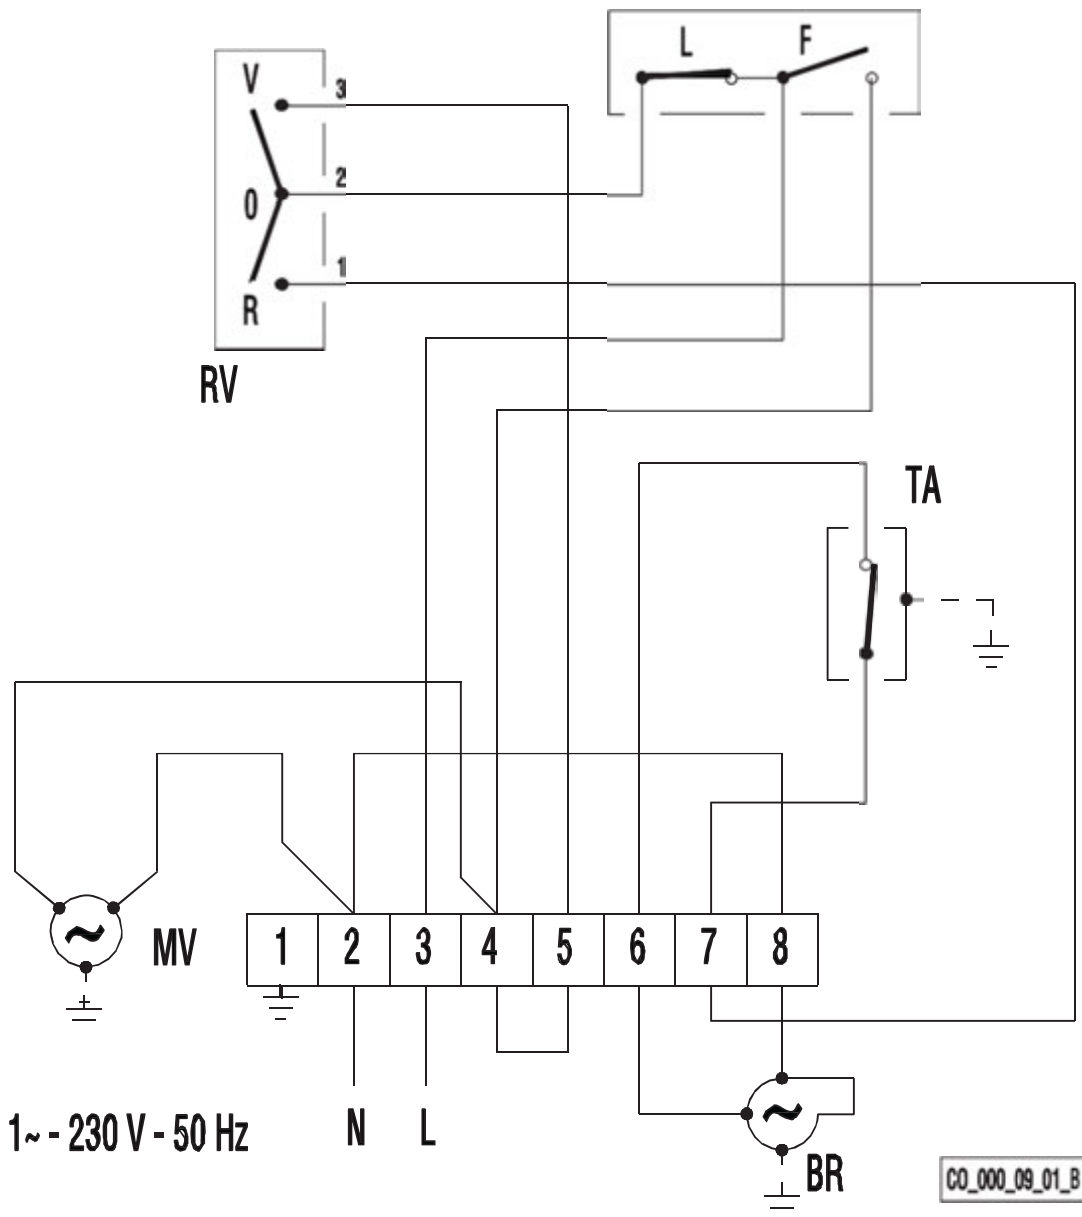 L F
V
3
2
0
1
R
RV
TA
MV
1 2 3 4 5 6 7 8
N L
1~ - 230 V - 50 Hz
BR
CO_000_09_01_B